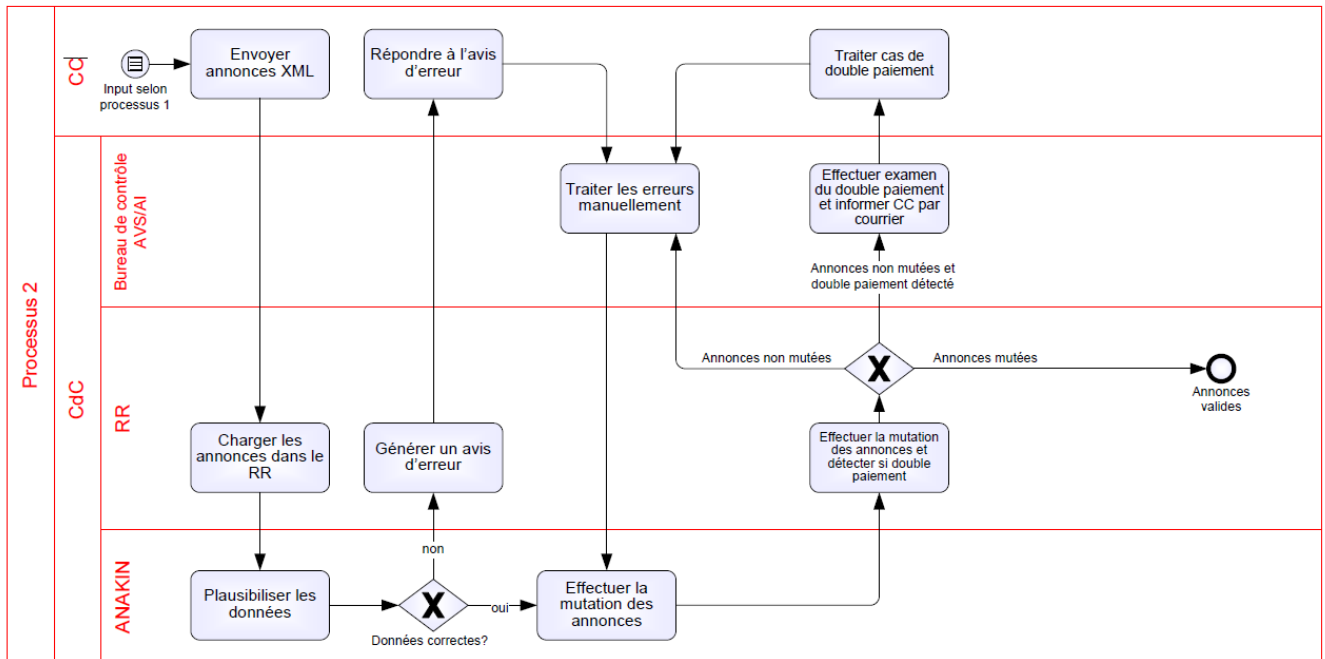 Processus 2
CC
Input selon
processus 1
Envoyer
annonces XML
Répondre à l'avis
d'erreur
Traiter cas de
double paiement
CdC
Bureau de contrôle
AVS/AI
Traiter les erreurs
manuellement
Effectuer examen
du double paiement
et informer CC par
courrier
Annonces non mutées et
double paiement détecté
RR
Annonces non mutées
X
Annonces mutées
Annonces
valides
Charger les
annonces dans le
RR
Générer un avis
d'erreur
Effectuer la mutation
des annonces et
détecter si double
paiement
ANAKIN
non
Plausibiliser les
données
X
oui
Effectuer la
mutation des
annonces
Données correctes?